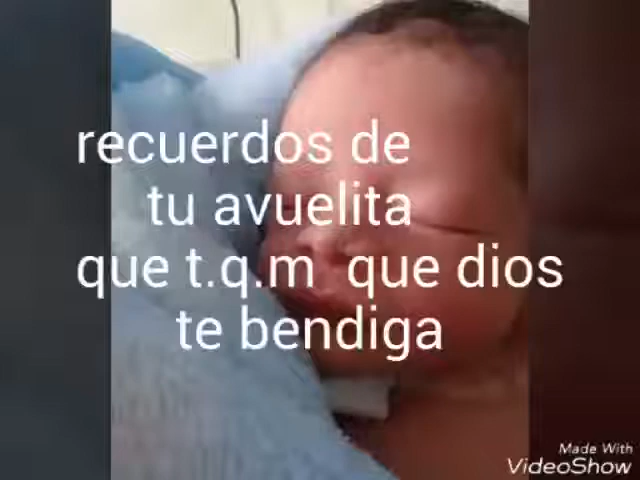 recuerdos de
tu avuelita
que t.q.m que dios
te bendiga
Made With
VideoShow